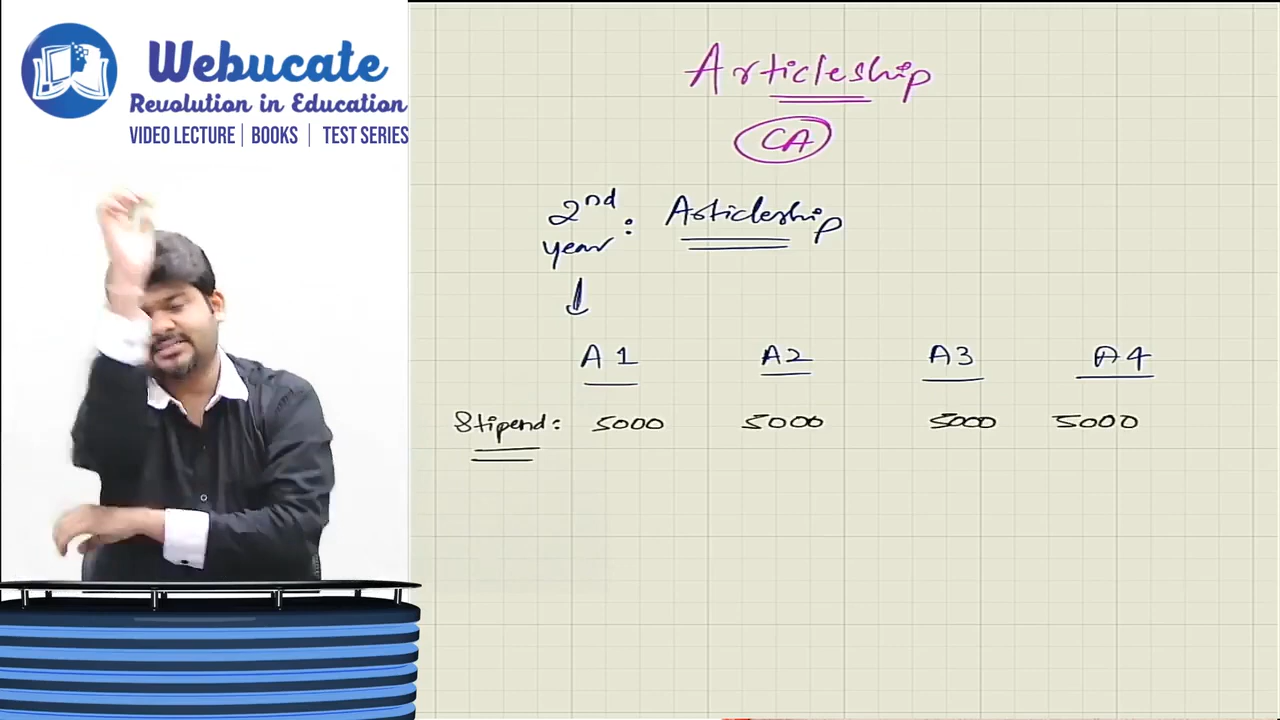 Webucate
Revolution in Education
VIDEO LECTURE | BOOKS | TEST SERIES
Articleship
CA
2nd year : Articleship
A1 A2 A3 A4
Stipend: 5000 5000 5000 5000